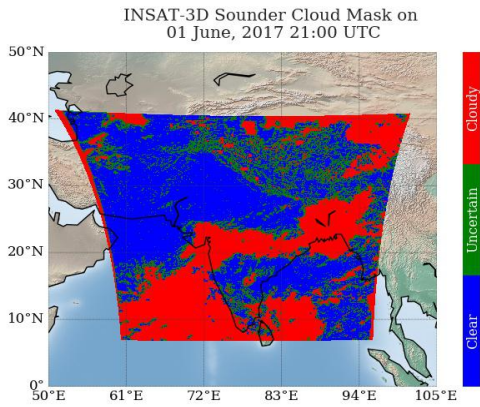 INSAT-3D Sounder Cloud Mask on
01 June, 2017 21:00 UTC
50°N
40°N
30°N
20°N
10°N
0°
50°E
61°E
72°E
83°E
94°E
105°E
Cloudy
Uncertain
Clear